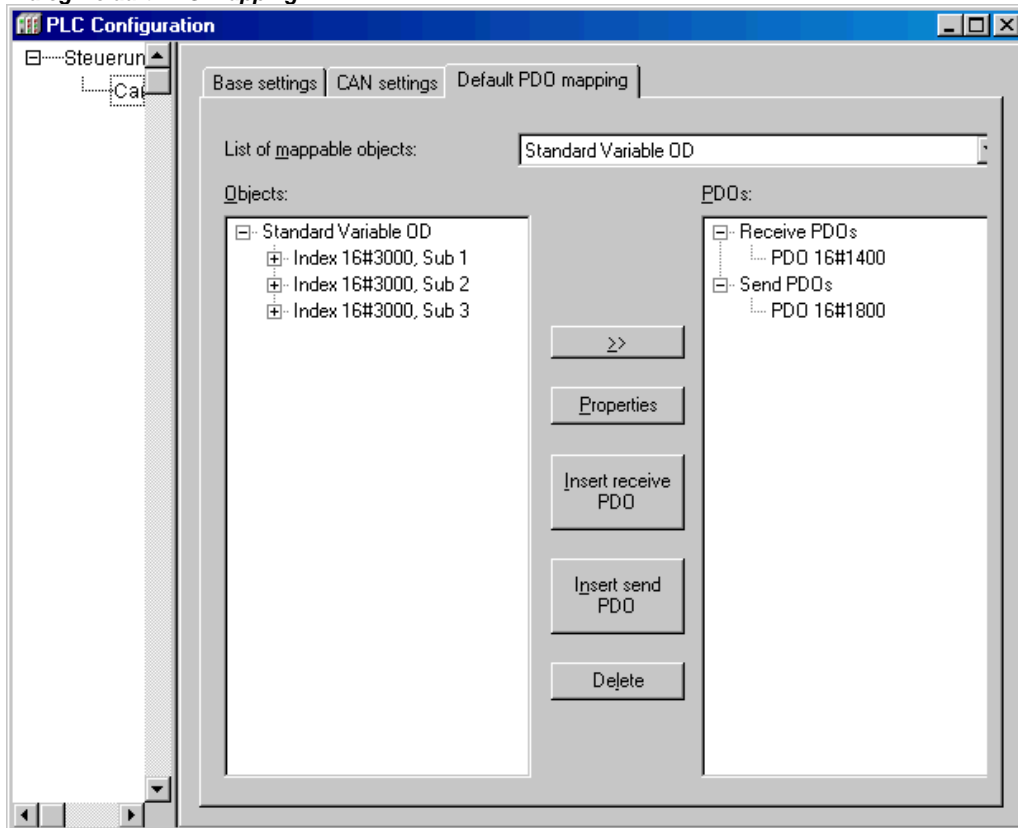 PLC Configuration
Steuerun
Base settings
CAN settings
Default PDO mapping
List of mappable objects:
Standard Variable OD
Objects:
PDOs:
Standard Variable OD
Index 16#3000, Sub 1
Index 16#3000, Sub 2
Index 16#3000, Sub 3
Receive PDOs
PDO 16#1400
Send PDOs
PDO 16#1800
>>
Properties
Insert receive
PDO
Insert send
PDO
Delete